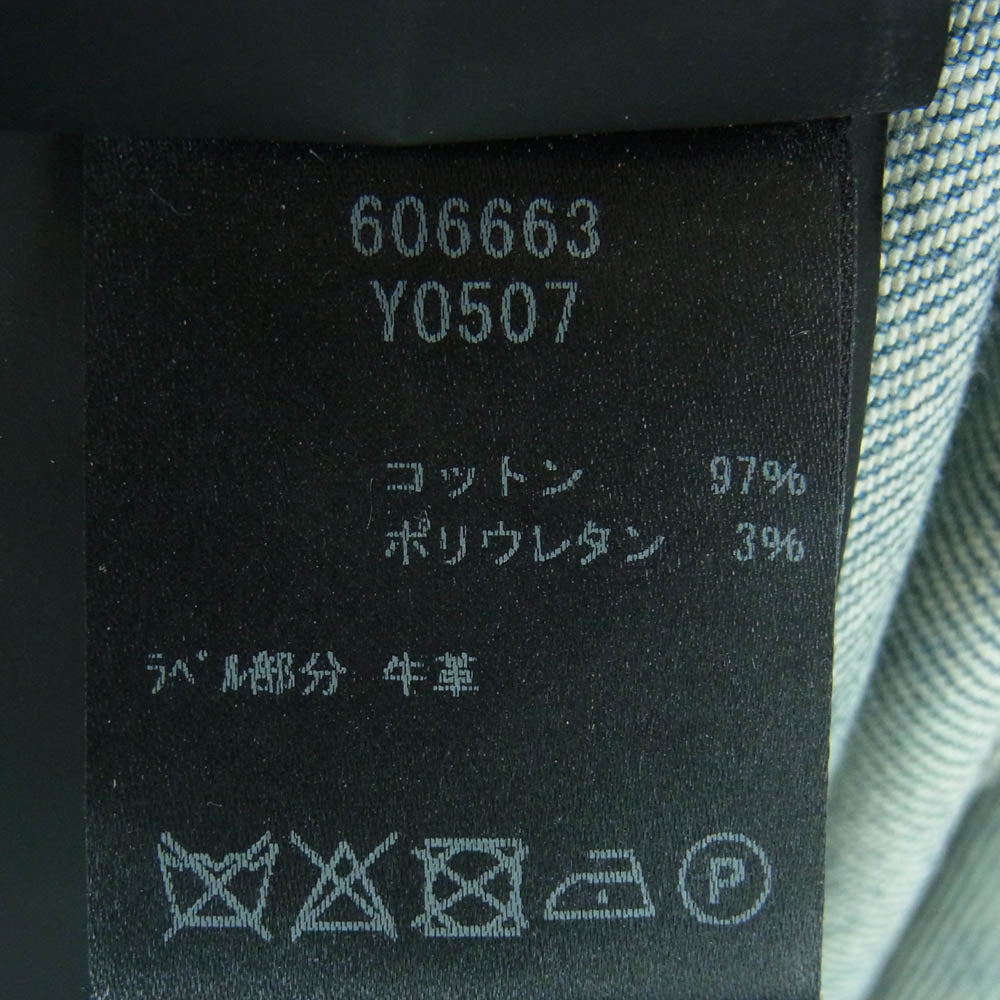 606663
Y0507
コットン 97%
ポリウレタン 3%
ラベル部分 牛革
P